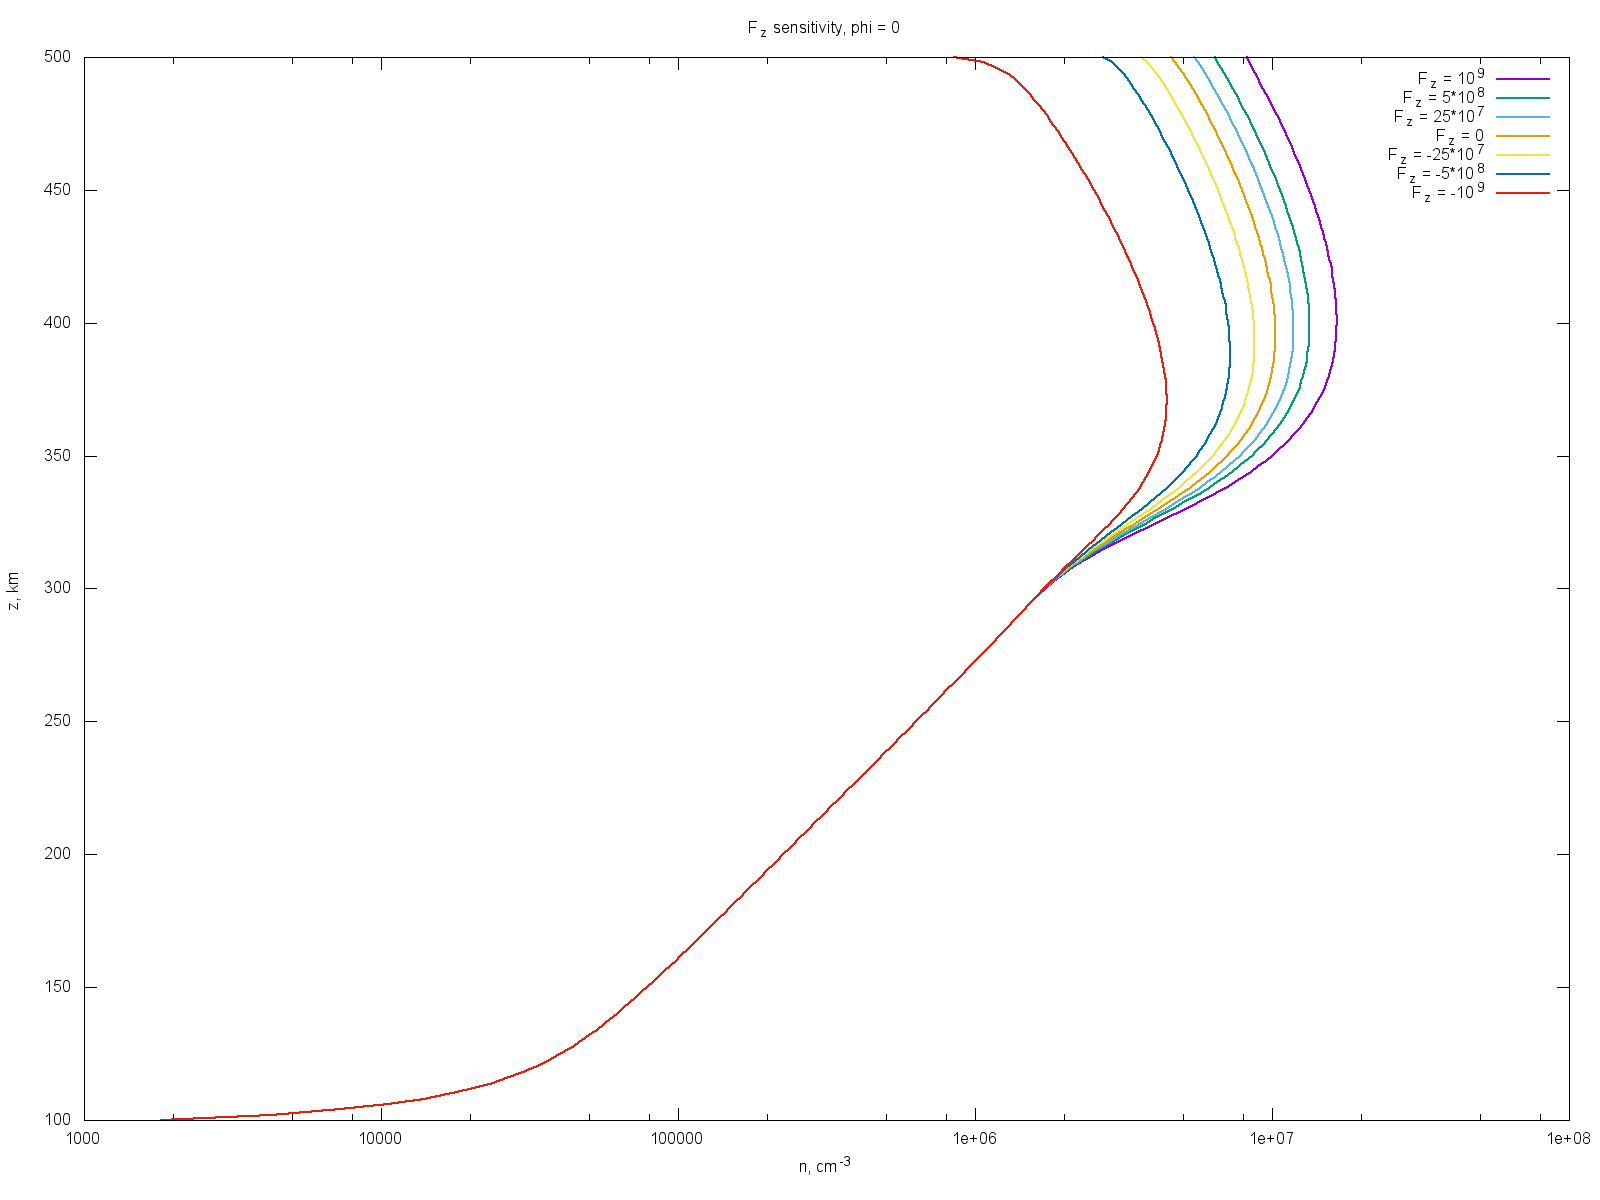 F z sensitivity, phi = 0
500
450
400
350
300
250
200
150
100
z, km
F z = 10 9
F z = 5*10 8
F z = 25*10 7
F z = 0
F z = -25*10 7
F z = -5*10 8
F z = -10 9
1000 10000 100000 1e+06 1e+07 1e+08
n, cm-3